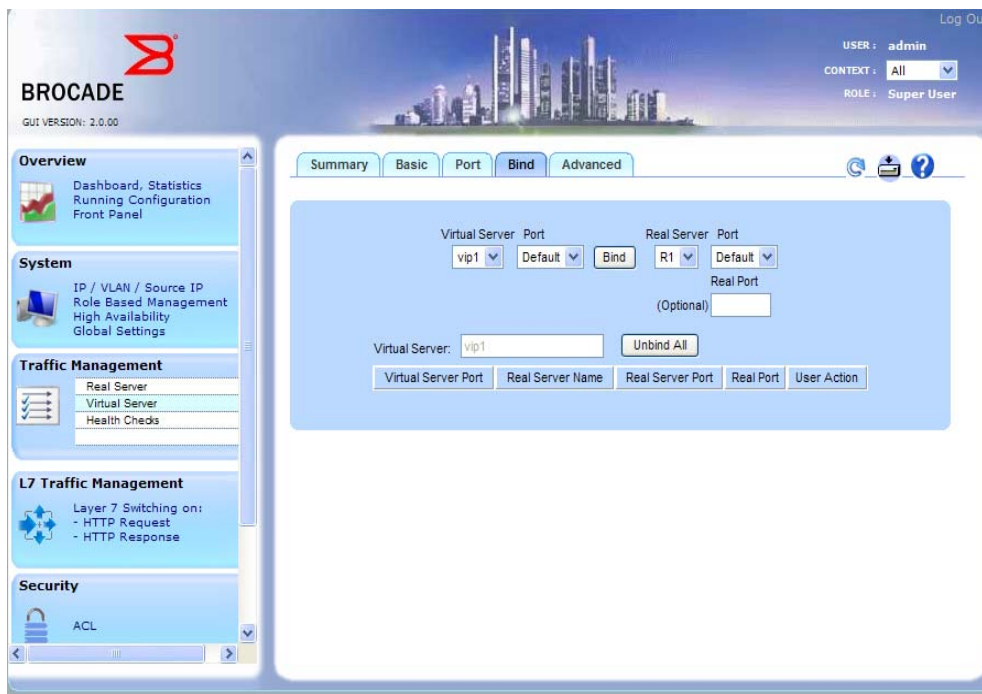 Log Ou
USER : admin
CONTEXT : All
ROLE : Super User
BROCADE
GUI VERSION: 2.0.00
Overview
Dashboard, Statistics
Running Configuration
Front Panel
System
IP / VLAN / Source IP
Role Based Management
High Availability
Global Settings
Traffic Management
Real Server
Virtual Server
Health Checks
L7 Traffic Management
Layer 7 Switching on:
- HTTP Request
- HTTP Response
Security
ACL
Summary Basic Port Bind Advanced
?
Virtual Server Port Real Server Port
vip1 Default Bind R1 Default
Real Port
(Optional)
Virtual Server: vip1 Unbind All
Virtual Server Port Real Server Name Real Server Port Real Port User Action